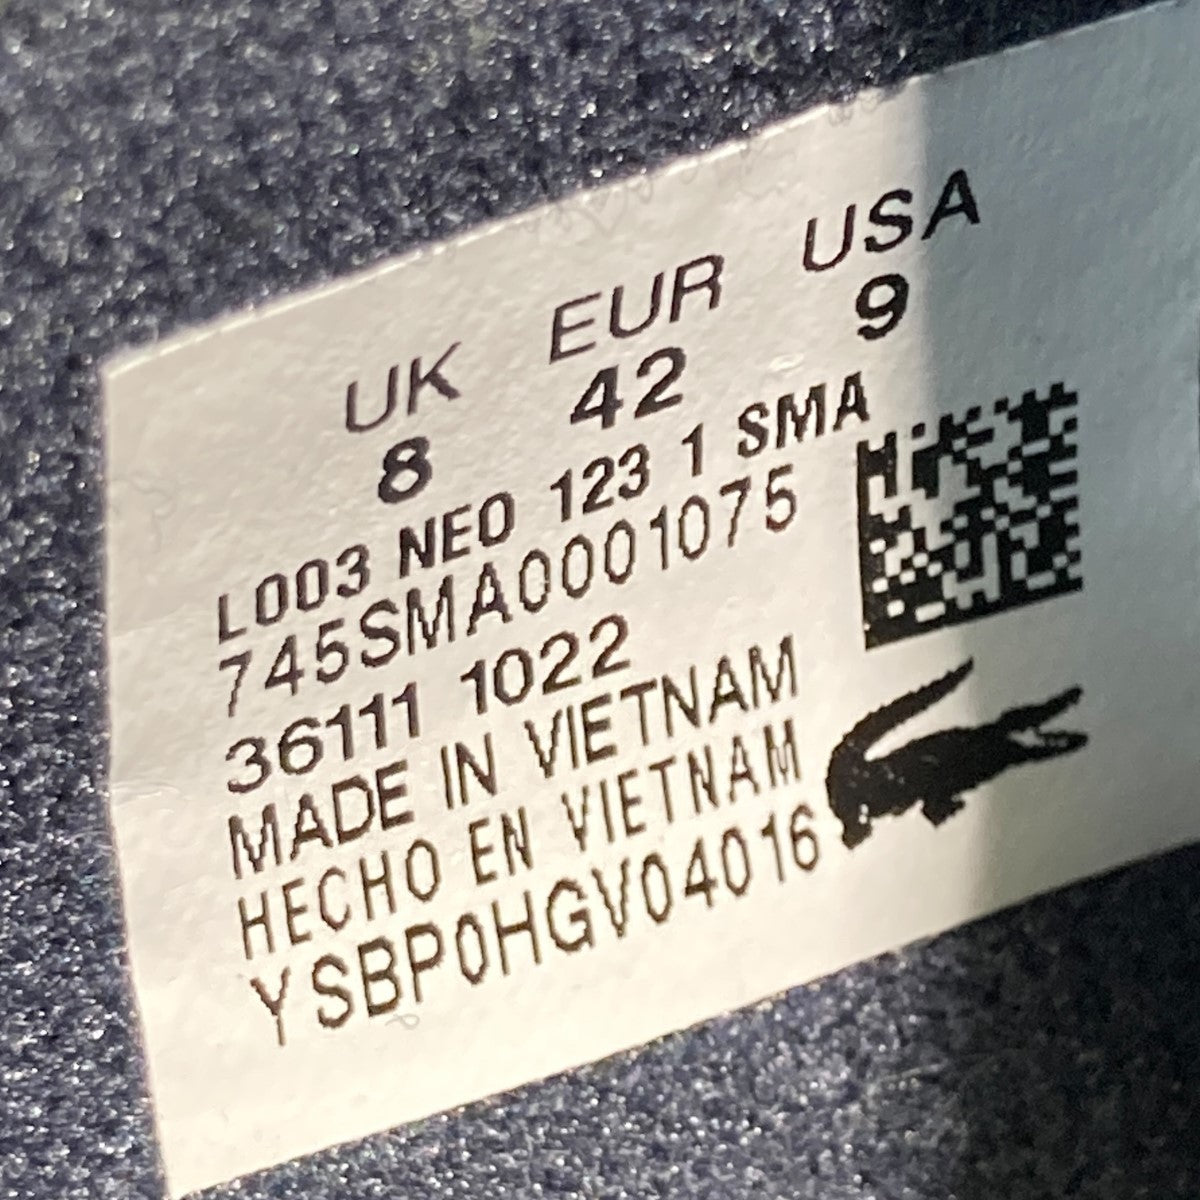 UK EUR USA
8 42 9
L003 NEO 123 1 SMA
745SMA0001075
36111 1022
MADE IN VIETNAM
HECHO EN VIETNAM
YSBP0HGV04016